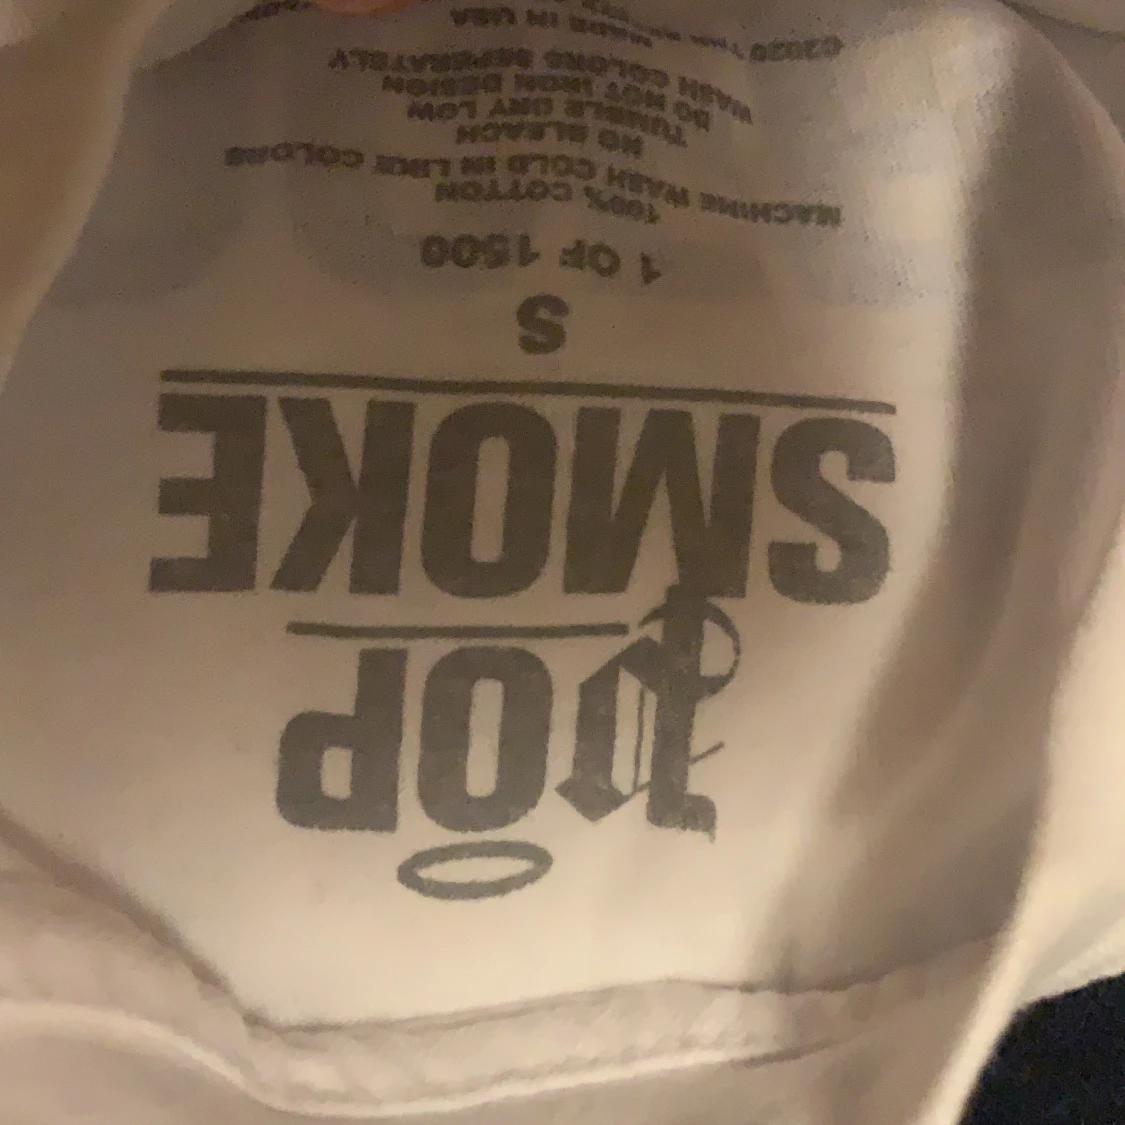 POP
SMOKE
S
1 OF 1500
100% COTTON
MACHINE WASH COLD IN LIKE COLORS
NO BLEACH
TUMBLE DRY LOW
DO NOT IRON DESIGN
WASH COLORS SEPERATELY
©2020
MADE IN USA